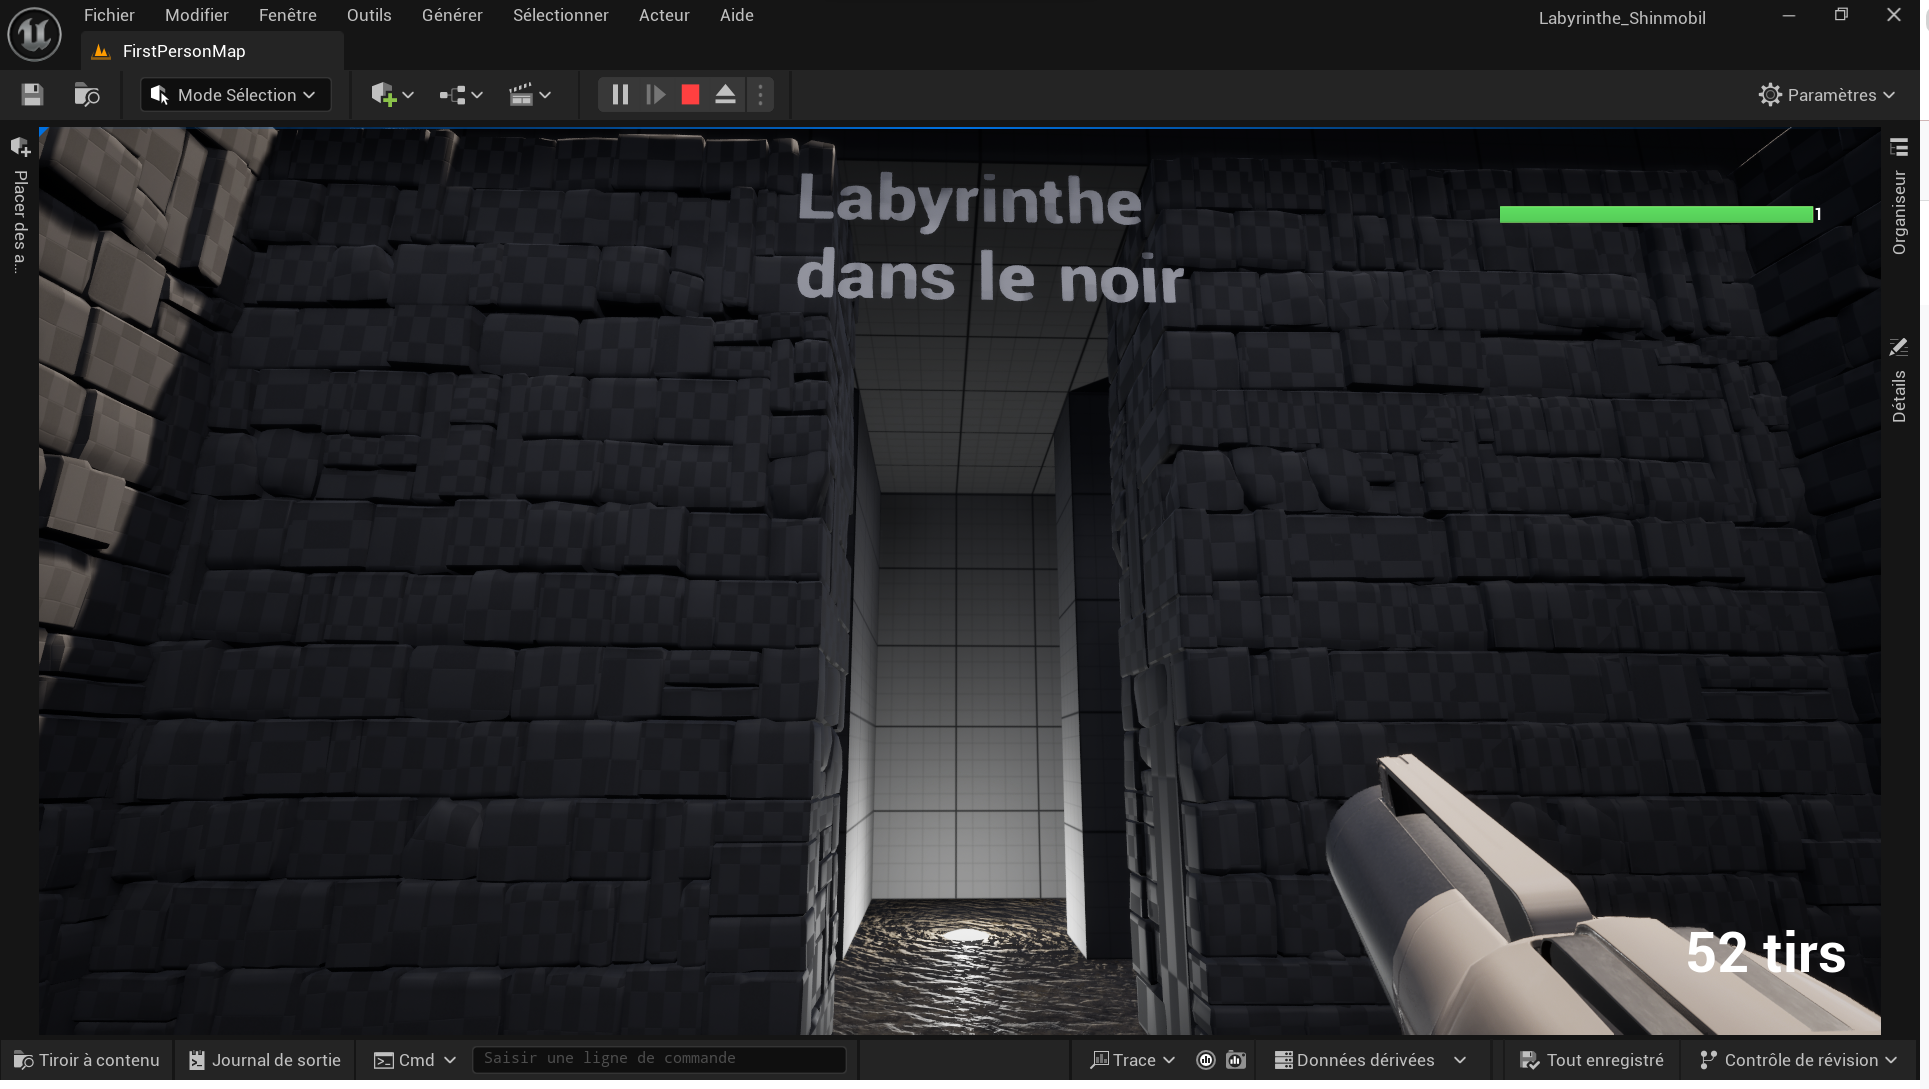 Fichier Modifier Fenêtre Outils Générer Sélectionner Acteur Aide
Labyrinthe_Shinmobil
FirstPersonMap
Mode Sélection
Paramètres
Placer des a...
Labyrinthe
dans le noir
1
Organiseur
Détails
52 tirs
Tiroir à contenu
Journal de sortie
Cmd
Saisir une ligne de commande
Trace
Données dérivées
Tout enregistré
Contrôle de révision